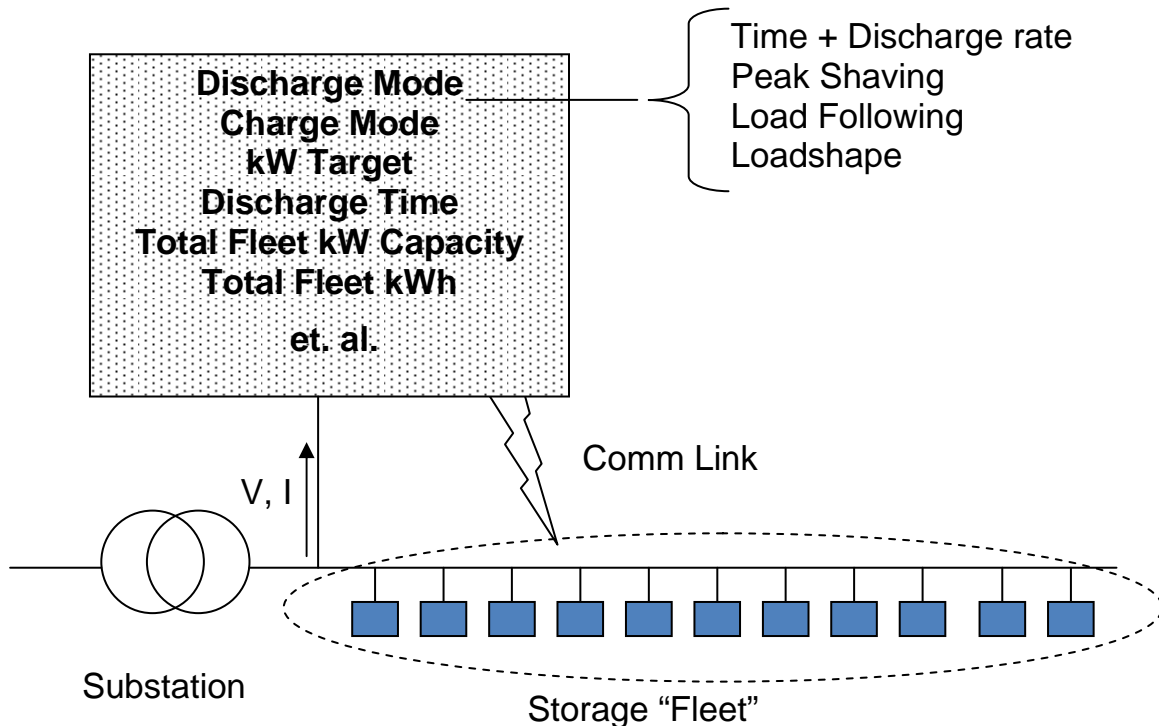 Discharge Mode
Charge Mode
kW Target
Discharge Time
Total Fleet kW Capacity
Total Fleet kWh
et. al.
Time + Discharge rate
Peak Shaving
Load Following
Loadshape
Comm Link
V, I
Substation
Storage “Fleet”